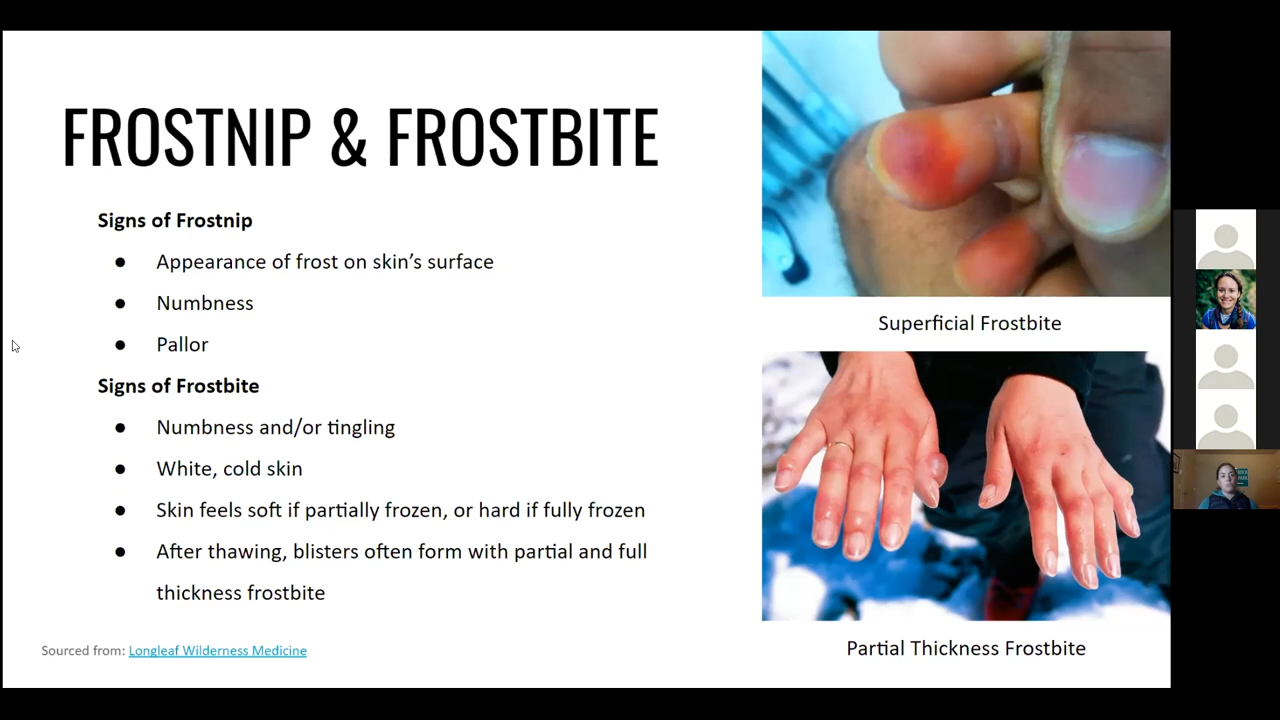 FROSTNIP & FROSTBITE
Signs of Frostnip
● Appearance of frost on skin’s surface
● Numbness
● Pallor
Signs of Frostbite
● Numbness and/or tingling
● White, cold skin
● Skin feels soft if partially frozen, or hard if fully frozen
● After thawing, blisters often form with partial and full
thickness frostbite
Sourced from: Longleaf Wilderness Medicine
Superficial Frostbite
Partial Thickness Frostbite